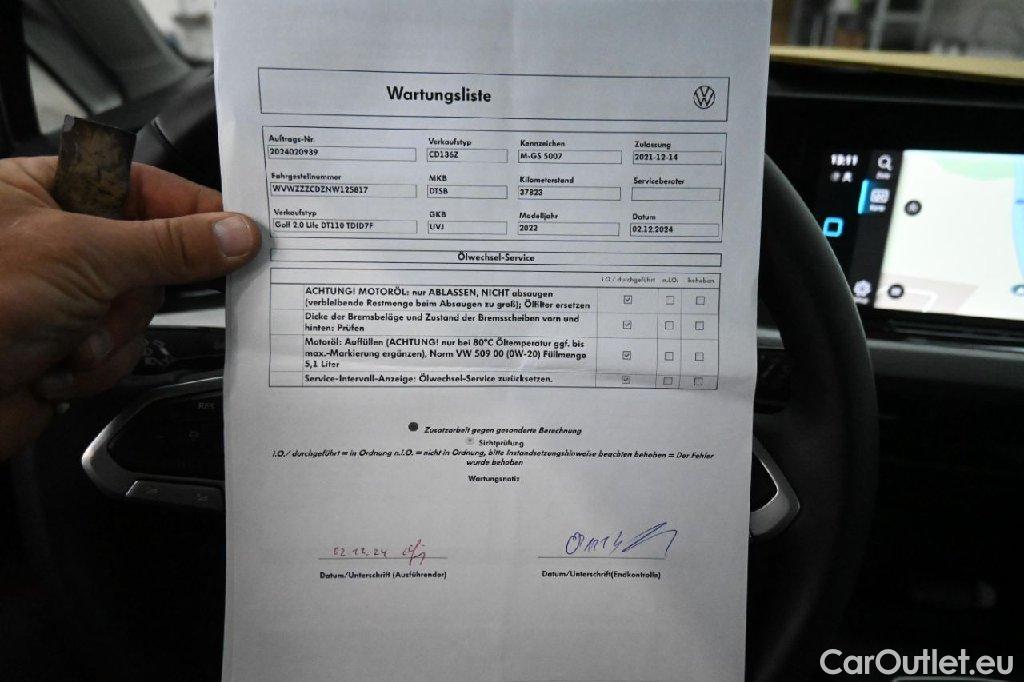 Wartungsliste
Auftrags-Nr. Verkaufstyp Kennzeichen Zulassung
2024020939 CD136Z M-GS 5007 2021-12-14
Fahrgestellnummer MKB Kilometerstand Serviceberater
WVWZZZCDZNW125817 DTSB 37823
Verkaufstyp GKB Modelljahr Datum
Golf 2.0 Life DT110 TDID7F UVJ 2022 02.12.2024
Ölwechsel-Service
i.O./ durchgeführt n.i.O. behoben
ACHTUNG! MOTORÖL: nur ABLASSEN, NICHT absaugen
(verbleibende Restmenge beim Absaugen zu groß); Ölfilter ersetzen
Dicke der Bremsbeläge und Zustand der Bremsscheiben vorn und
hinten: Prüfen
Motoröl: Auffüllen (ACHTUNG! nur bei 80°C Öltemperatur ggf. bis
max.-Markierung ergänzen), Norm VW 509 00 (0W-20) Füllmenge
5,1 Liter
Service-Intervall-Anzeige: Ölwechsel-Service zurücksetzen.
Zusatzarbeit gegen gesonderte Berechnung
Sichtprüfung
i.O./ durchgeführt = in Ordnung n.i.O. = nicht in Ordnung, bitte Instandsetzungshinweise beachten behoben = Der Fehler
wurde behoben
Wartungsnotiz
02.12.24
Datum/Unterschrift (Ausführender) Datum/Unterschrift(Endkontrolle)
RES
13:11
CarOutlet.eu